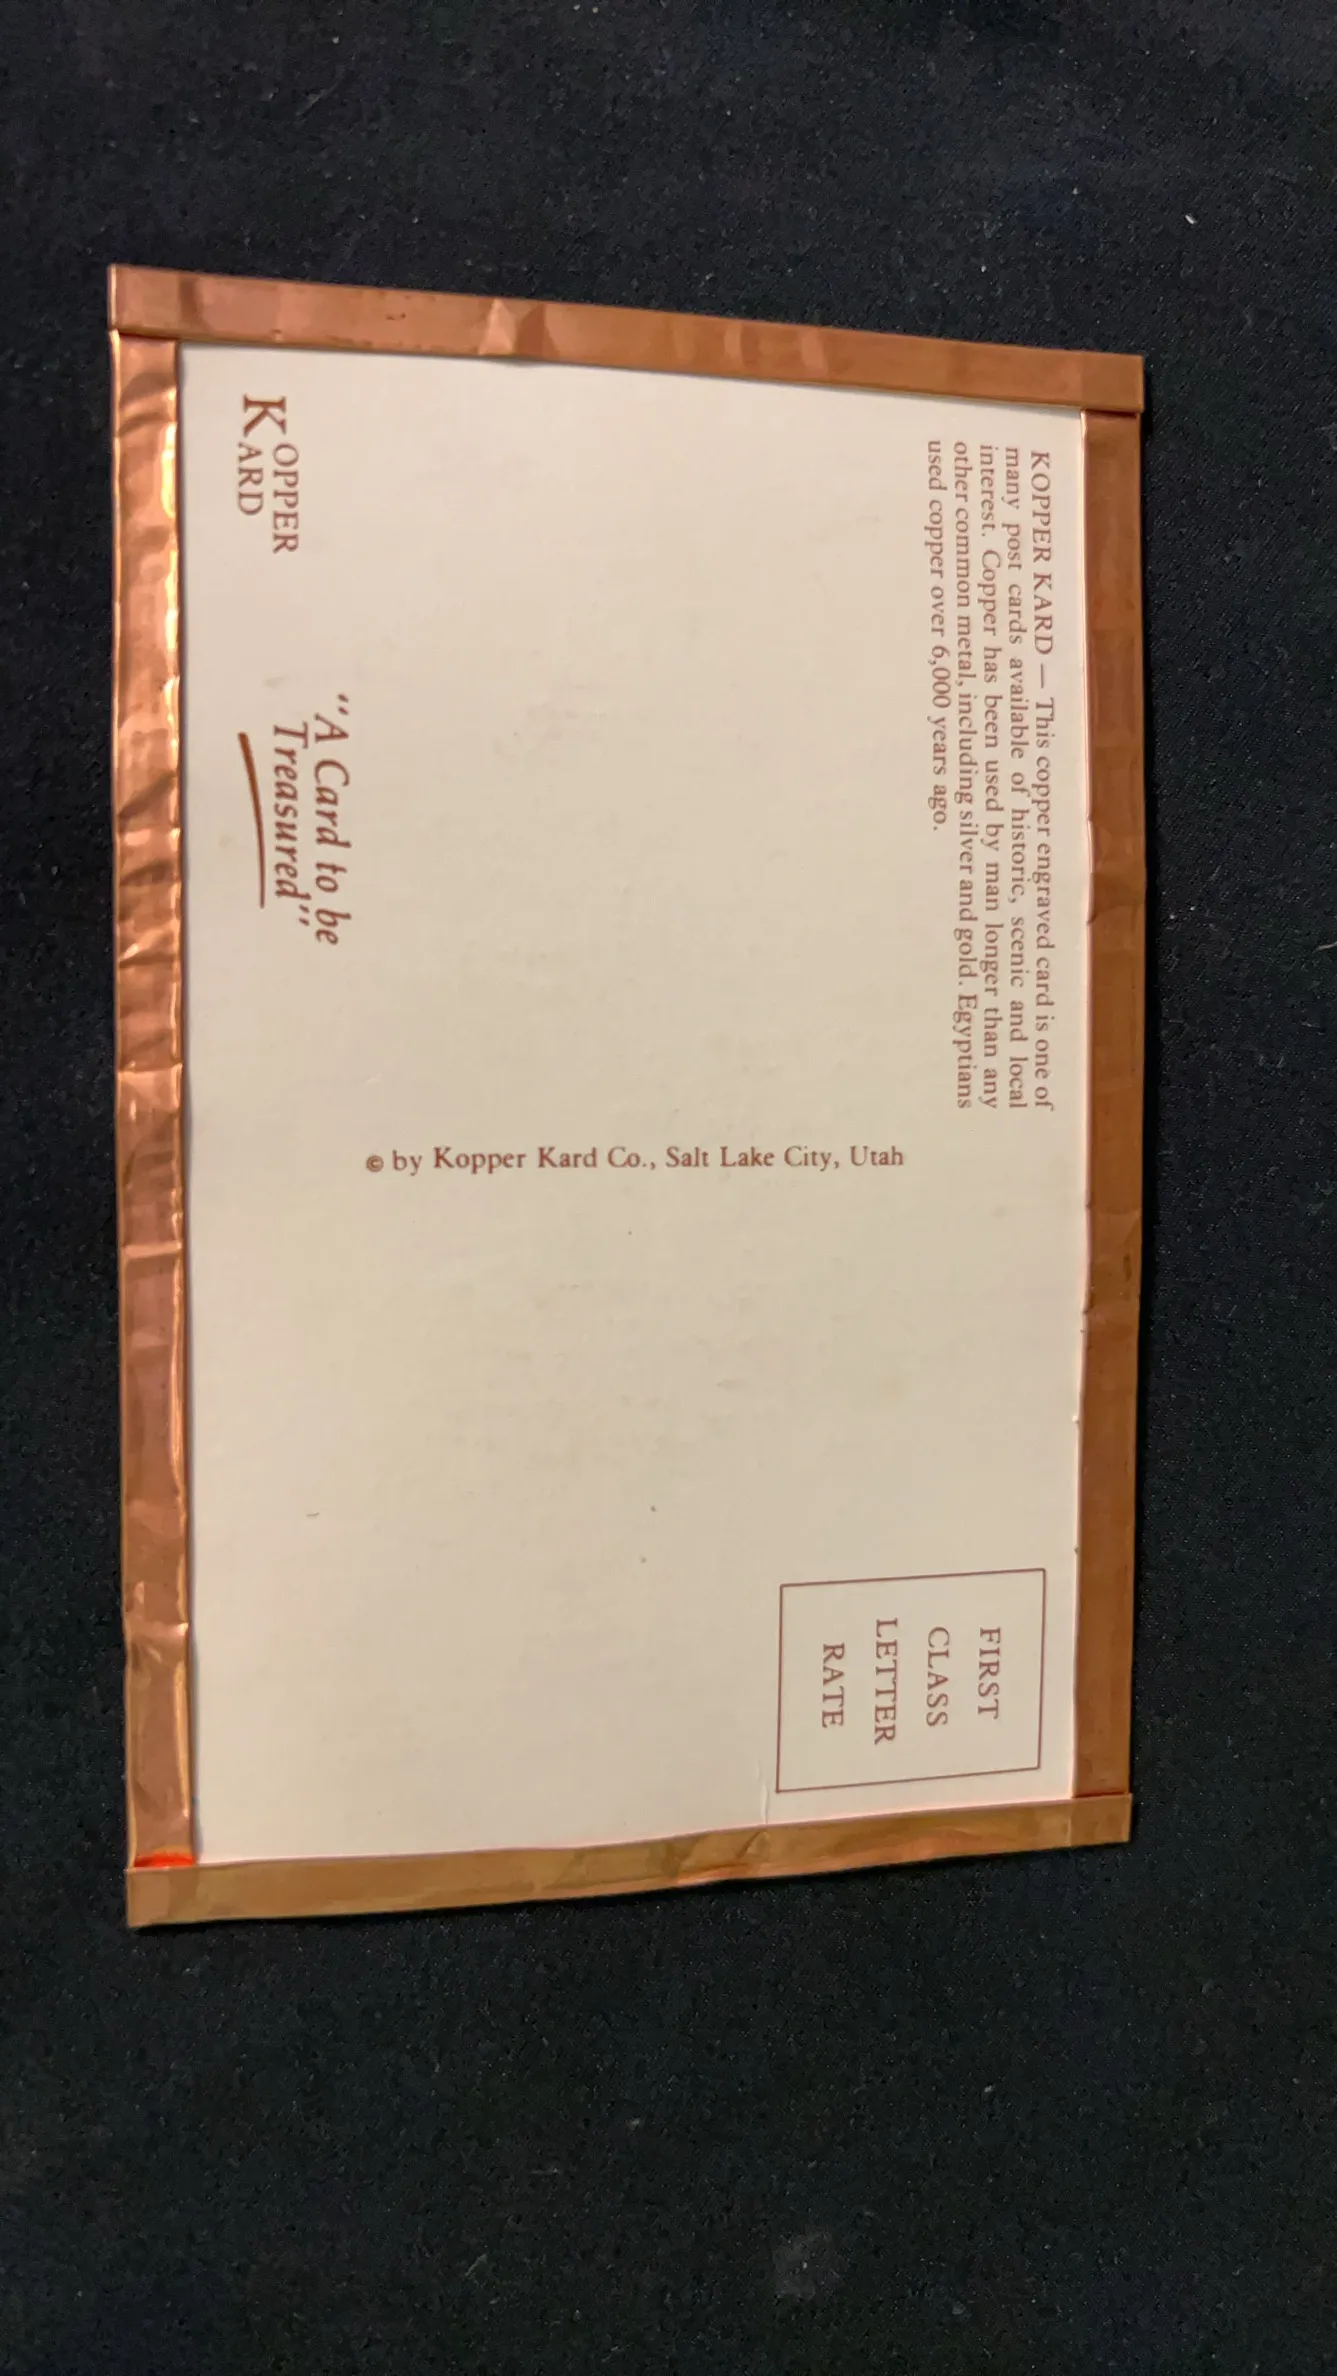 KOPPER KARD — This copper engraved card is one of
many post cards available of historic, scenic and local
interest. Copper has been used by man longer than any
other common metal, including silver and gold. Egyptians
used copper over 6,000 years ago.
FIRST
CLASS
LETTER
RATE
© by Kopper Kard Co., Salt Lake City, Utah
"A Card to be
Treasured"
KOPPER
KARD